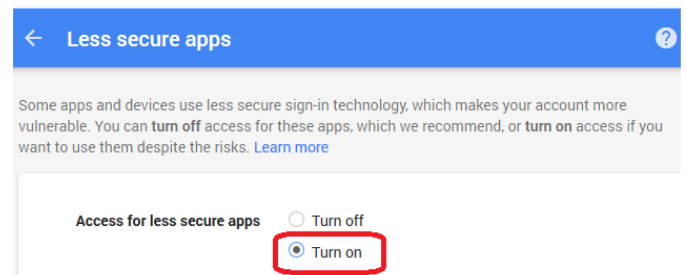 Less secure apps
Some apps and devices use less secure sign-in technology, which makes your account more
vulnerable. You can turn off access for these apps, which we recommend, or turn on access if you
want to use them despite the risks. Learn more
Access for less secure apps
Turn off
Turn on